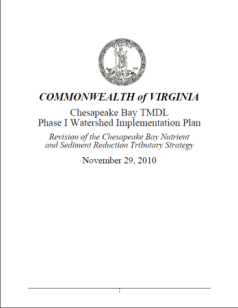 COMMONWEALTH of VIRGINIA
Chesapeake Bay TMDL
Phase I Watershed Implementation Plan
Revision of the Chesapeake Bay Nutrient
and Sediment Reduction Tributary Strategy
November 29, 2010